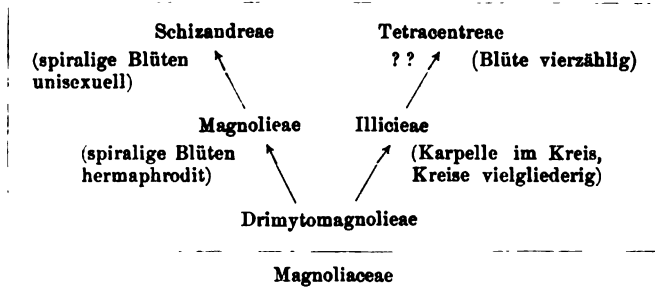 Schizandreae Tetracentreae
(spiralige Blüten ? ? (Blüte vierzählig)
unisexuell)
Magnolieae Illicieae
(spiralige Blüten (Karpelle im Kreis,
hermaphrodit) Kreise vielgliederig)
Drimytomagnolieae
Magnoliaceae